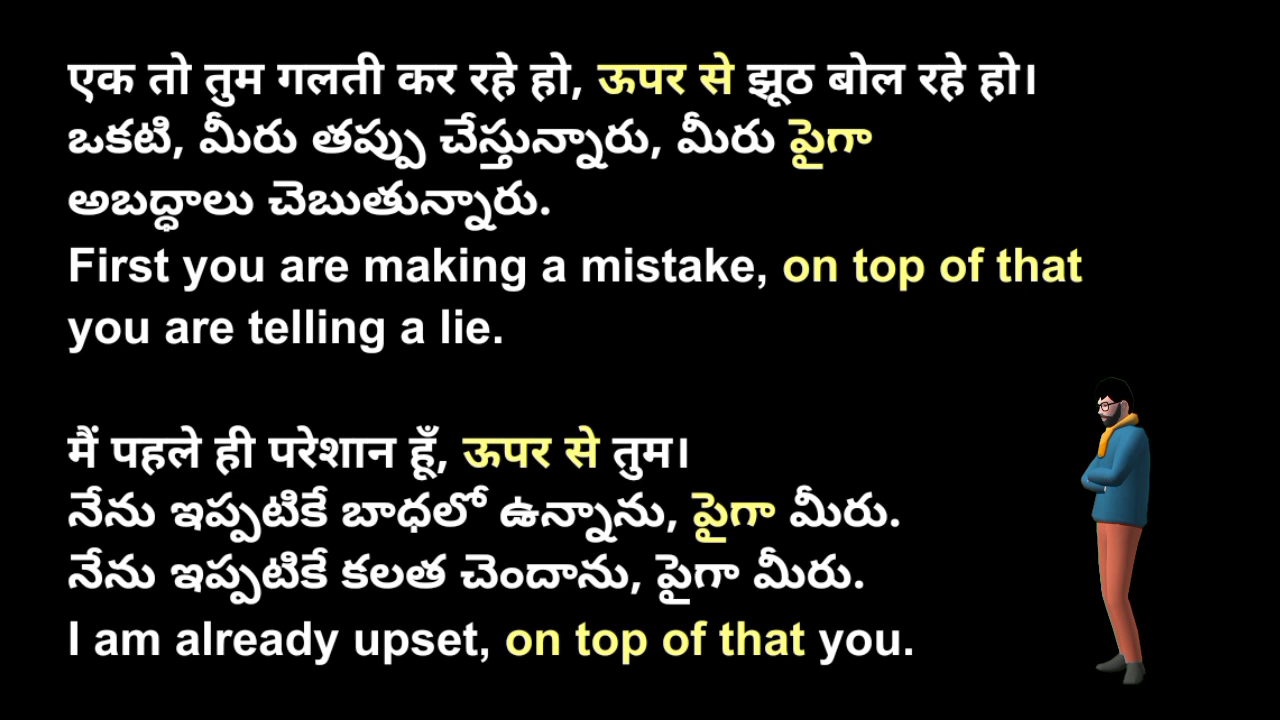 एक तो तुम गलती कर रहे हो, ऊपर से झूठ बोल रहे हो।
ఒకటి, మీరు తప్పు చేస్తున్నారు, మీరు పైగా
అబద్ధాలు చెబుతున్నారు.
First you are making a mistake, on top of that
you are telling a lie.
मैं पहले ही परेशान हूँ, ऊपर से तुम।
నేను ఇప్పటికే బాధలో ఉన్నాను, పైగా మీరు.
నేను ఇప్పటికే కలత చెందాను, పైగా మీరు.
I am already upset, on top of that you.